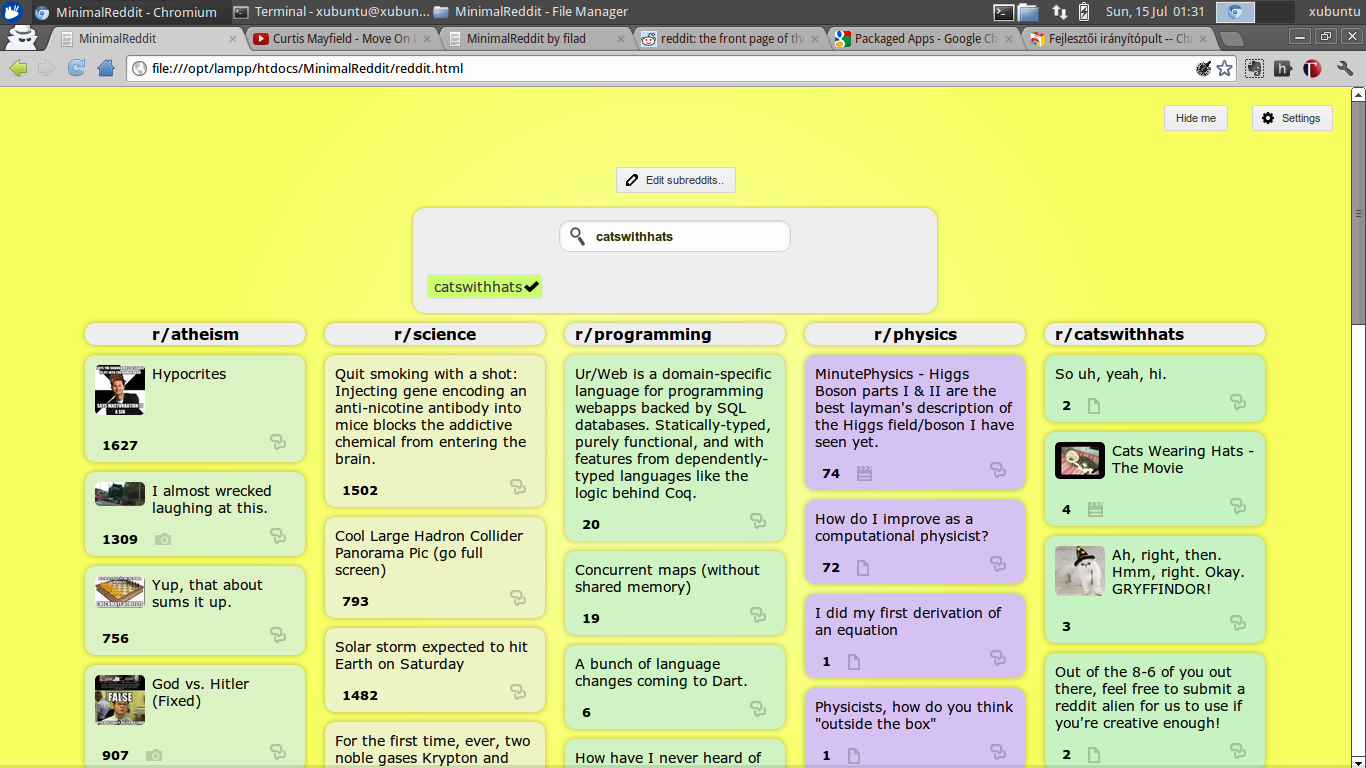 MinimalReddit - Chromium
Terminal - xubuntu@xubun...
MinimalReddit - File Manager
Sun, 15 Jul 01:31
xubuntu
MinimalReddit
Curtis Mayfield - Move On
MinimalReddit by filad
reddit: the front page of th
Packaged Apps - Google Ch
Fejlesztői irányítópult -- Ch
file:///opt/lampp/htdocs/MinimalReddit/reddit.html
Hide me
Settings
Edit subreddits..
catswithhats
catswithhats
r/atheism
Hypocrites
1627
I almost wrecked
laughing at this.
1309
Yup, that about
sums it up.
756
FALSE
God vs. Hitler
(Fixed)
907
r/science
Quit smoking with a shot:
Injecting gene encoding an
anti-nicotine antibody into
mice blocks the addictive
chemical from entering the
brain.
1502
Cool Large Hadron Collider
Panorama Pic (go full
screen)
793
Solar storm expected to hit
Earth on Saturday
1482
For the first time, ever, two
noble gases Krypton and
r/programming
Ur/Web is a domain-specific
language for programming
webapps backed by SQL
databases. Statically-typed,
purely functional, and with
features from dependently-
typed languages like the
logic behind Coq.
20
Concurrent maps (without
shared memory)
19
A bunch of language
changes coming to Dart.
6
How have I never heard of
r/physics
MinutePhysics - Higgs
Boson parts I & II are the
best layman's description of
the Higgs field/boson I have
seen yet.
74
How do I improve as a
computational physicist?
72
I did my first derivation of
an equation
1
Physicists, how do you think
"outside the box"
1
r/catswithhats
So uh, yeah, hi.
2
Cats Wearing Hats -
The Movie
4
Ah, right, then.
Hmm, right. Okay.
GRYFFINDOR!
3
Out of the 8-6 of you out
there, feel free to submit a
reddit alien for us to use if
you're creative enough!
2